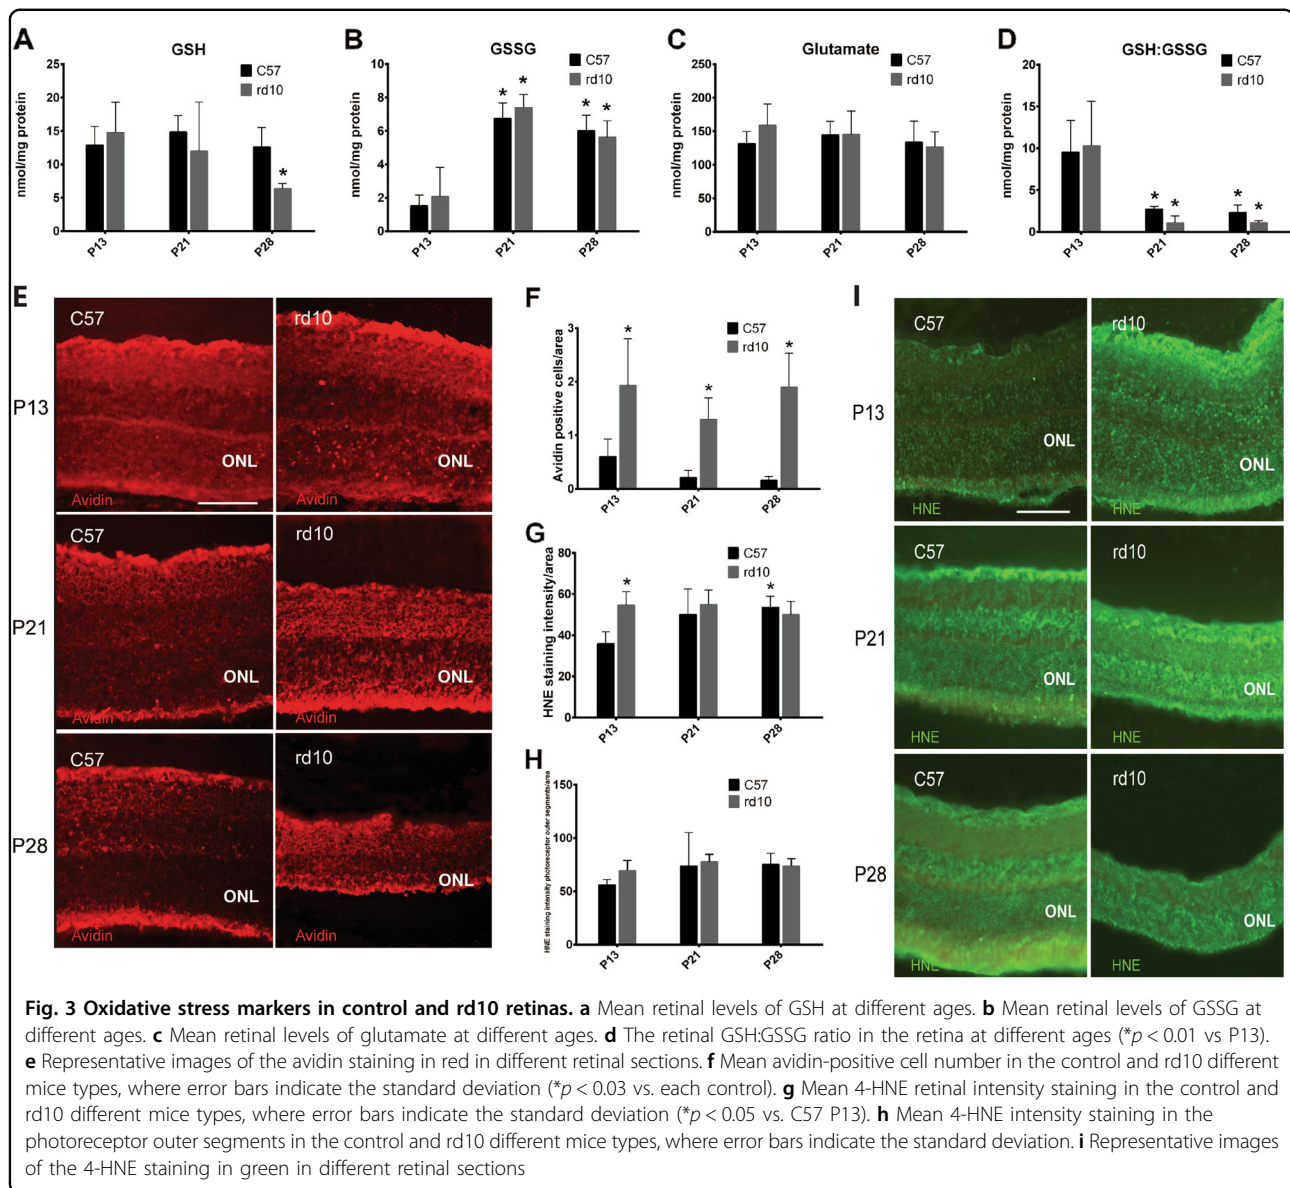 A
GSH
C57
rd10
nmol/mg protein
25
20
15
10
5
0
P13
P21
P28
*
B
GSSG
C57
rd10
nmol/mg protein
10
8
6
4
2
0
P13
P21
P28
* *
* *
C
Glutamate
C57
rd10
nmol/mg protein
250
200
150
100
50
0
P13
P21
P28
D
GSH:GSSG
C57
rd10
nmol/mg protein
20
15
10
5
0
P13
P21
P28
* *
* *
E
C57
rd10
P13
ONL
ONL
Avidin
Avidin
C57
rd10
P21
ONL
ONL
Avidin
Avidin
C57
rd10
P28
ONL
ONL
Avidin
Avidin
F
C57
rd10
Avidin positive cells/area
3
2
1
0
P13
P21
P28
*
*
*
G
C57
rd10
HNE staining intensity/area
80
60
40
20
0
P13
P21
P28
*
*
H
C57
rd10
HNE staining intensity photoreceptor outer segments/area
150
100
50
0
P13
P21
P28
I
C57
rd10
P13
ONL
ONL
HNE
HNE
C57
rd10
P21
ONL
ONL
HNE
HNE
C57
rd10
P28
ONL
ONL
HNE
HNE
Fig. 3 Oxidative stress markers in control and rd10 retinas. a Mean retinal levels of GSH at different ages. b Mean retinal levels of GSSG at
different ages. c Mean retinal levels of glutamate at different ages. d The retinal GSH:GSSG ratio in the retina at different ages (*p < 0.01 vs P13).
e Representative images of the avidin staining in red in different retinal sections. f Mean avidin-positive cell number in the control and rd10 different
mice types, where error bars indicate the standard deviation (*p < 0.03 vs. each control). g Mean 4-HNE retinal intensity staining in the control and
rd10 different mice types, where error bars indicate the standard deviation (*p < 0.05 vs. C57 P13). h Mean 4-HNE intensity staining in the
photoreceptor outer segments in the control and rd10 different mice types, where error bars indicate the standard deviation. i Representative images
of the 4-HNE staining in green in different retinal sections